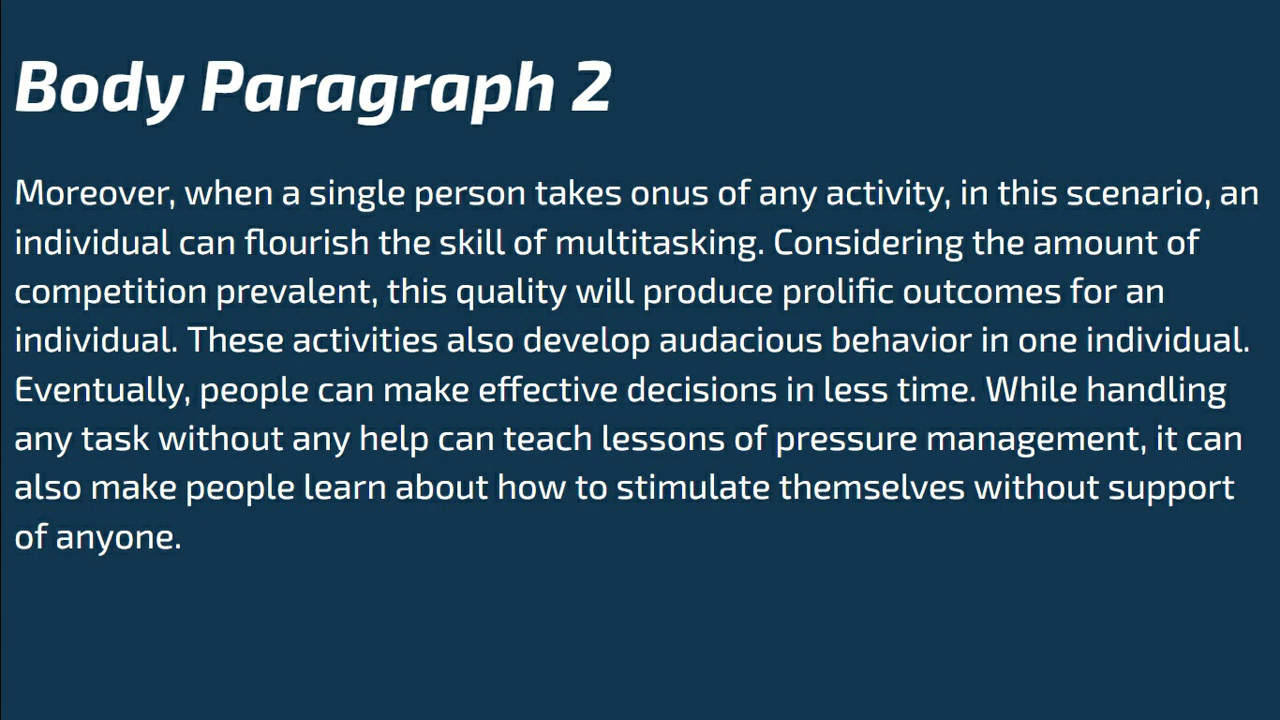 Body Paragraph 2
Moreover, when a single person takes onus of any activity, in this scenario, an
individual can flourish the skill of multitasking. Considering the amount of
competition prevalent, this quality will produce prolific outcomes for an
individual. These activities also develop audacious behavior in one individual.
Eventually, people can make effective decisions in less time. While handling
any task without any help can teach lessons of pressure management, it can
also make people learn about how to stimulate themselves without support
of anyone.